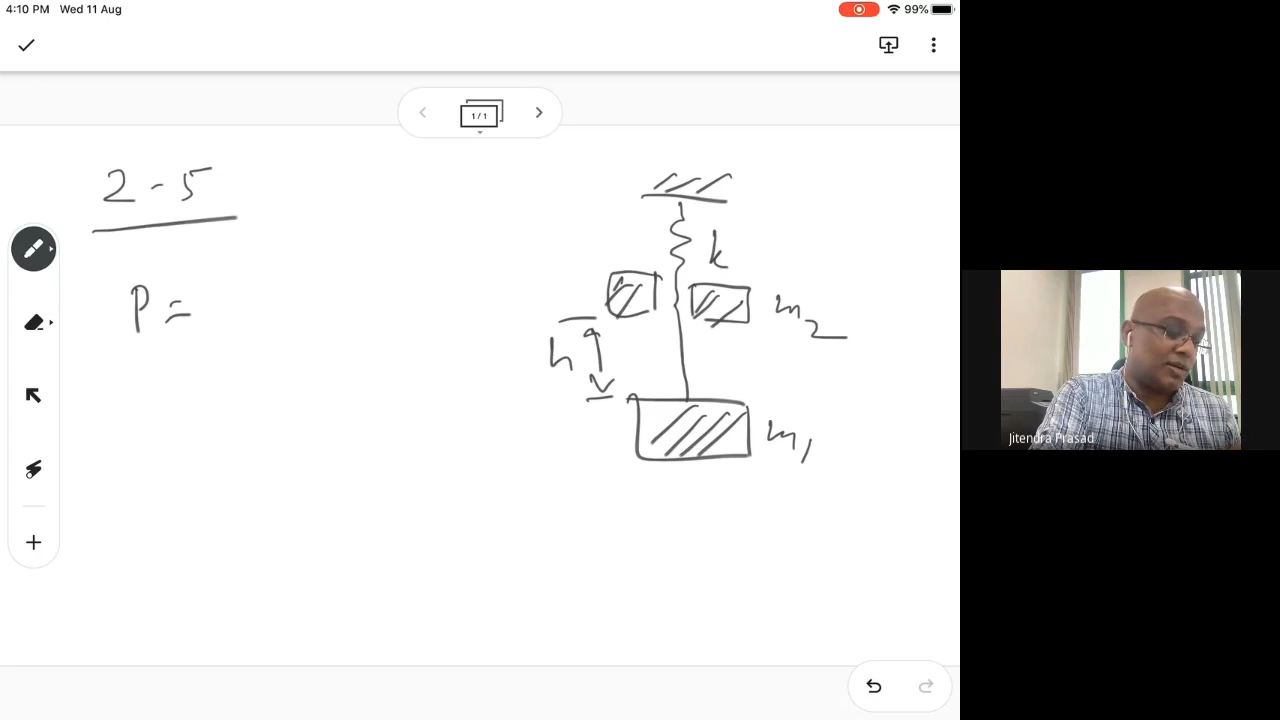 4:10 PM Wed 11 Aug
99%
1/1
2 - 5
P =
k
m2
h
m1
Jitendra Prasad